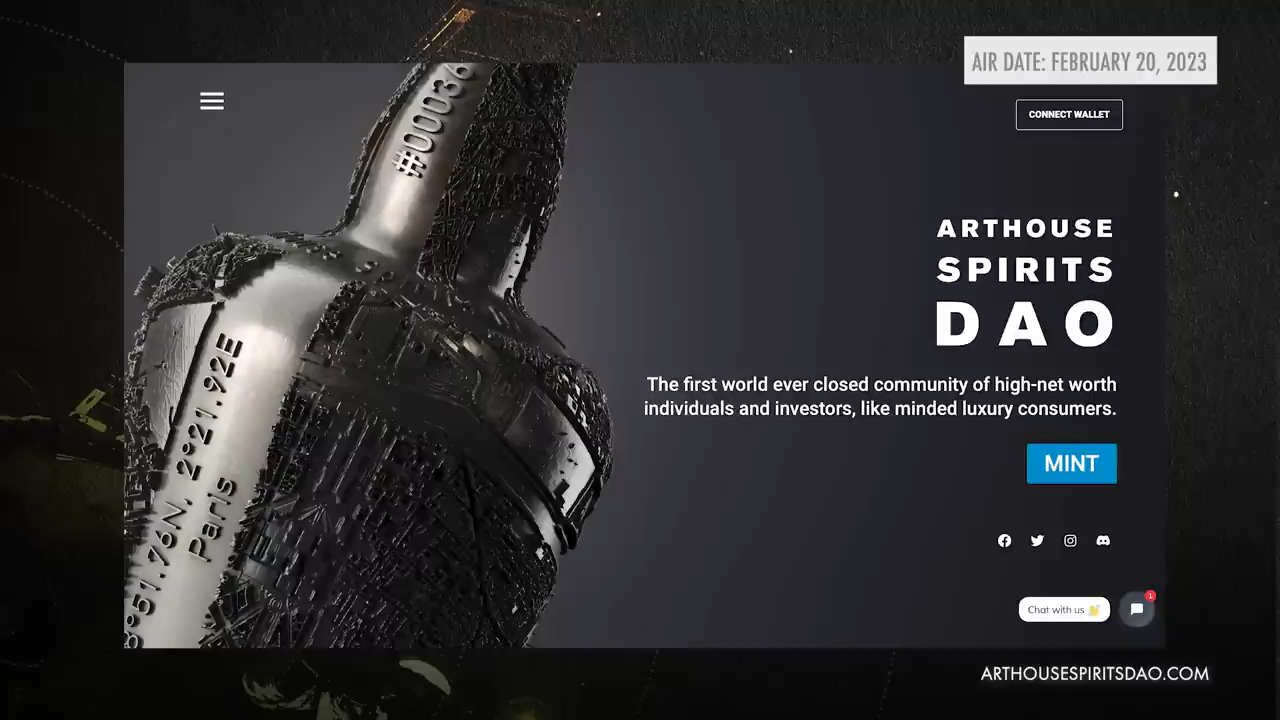 AIR DATE: FEBRUARY 20, 2023
CONNECT WALLET
#00036
ARTHOUSE
SPIRITS
DAO
The first world ever closed community of high-net worth
individuals and investors, like minded luxury consumers.
MINT
8°51.76N, 2°21.92E
Paris
Chat with us 👋
1
ARTHOUSESPIRITSDAO.COM